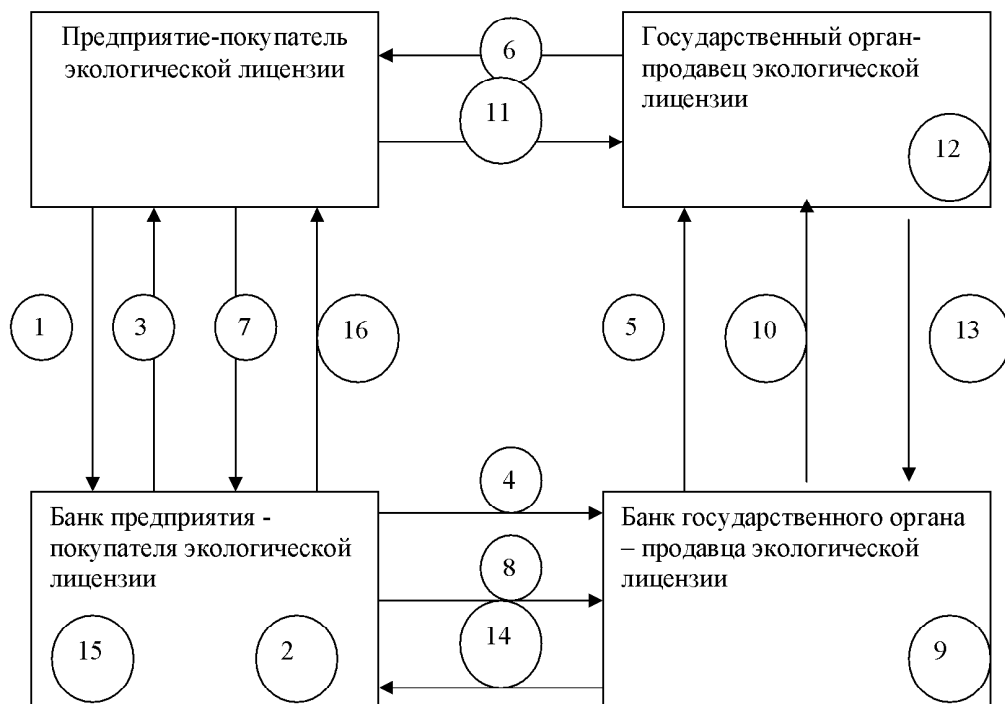 Предприятие-покупатель
экологической лицензии
6
Государственный орган-
продавец экологической
лицензии
11
12
1
3
7
16
5
10
13
4
Банк предприятия -
покупателя экологической
лицензии
8
Банк государственного органа
– продавца экологической
лицензии
14
15
2
9